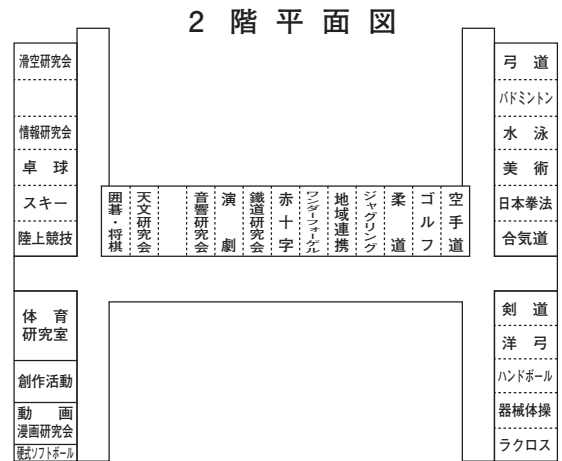 2階平面図
滑空研究会
情報研究会
卓球
スキー
陸上競技
囲碁・将棋
天文研究会
音響研究会
演劇
鐵道研究会
赤十字
ワンダーフォーゲル
地域連携
ジャグリング
柔道
ゴルフ
空手道
弓道
バドミントン
水泳
美術
日本拳法
合気道
体育
研究室
創作活動
動画
漫画研究会
硬式ソフトボール
剣道
洋弓
ハンドボール
器械体操
ラクロス